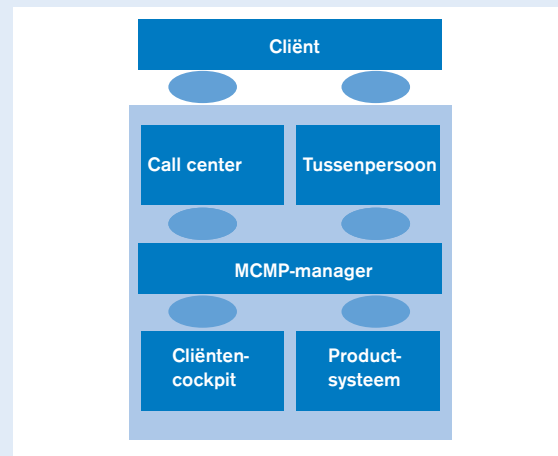 Cliënt
Call center
Tussenpersoon
MCMP-manager
Cliënten-
cockpit
Product-
systeem